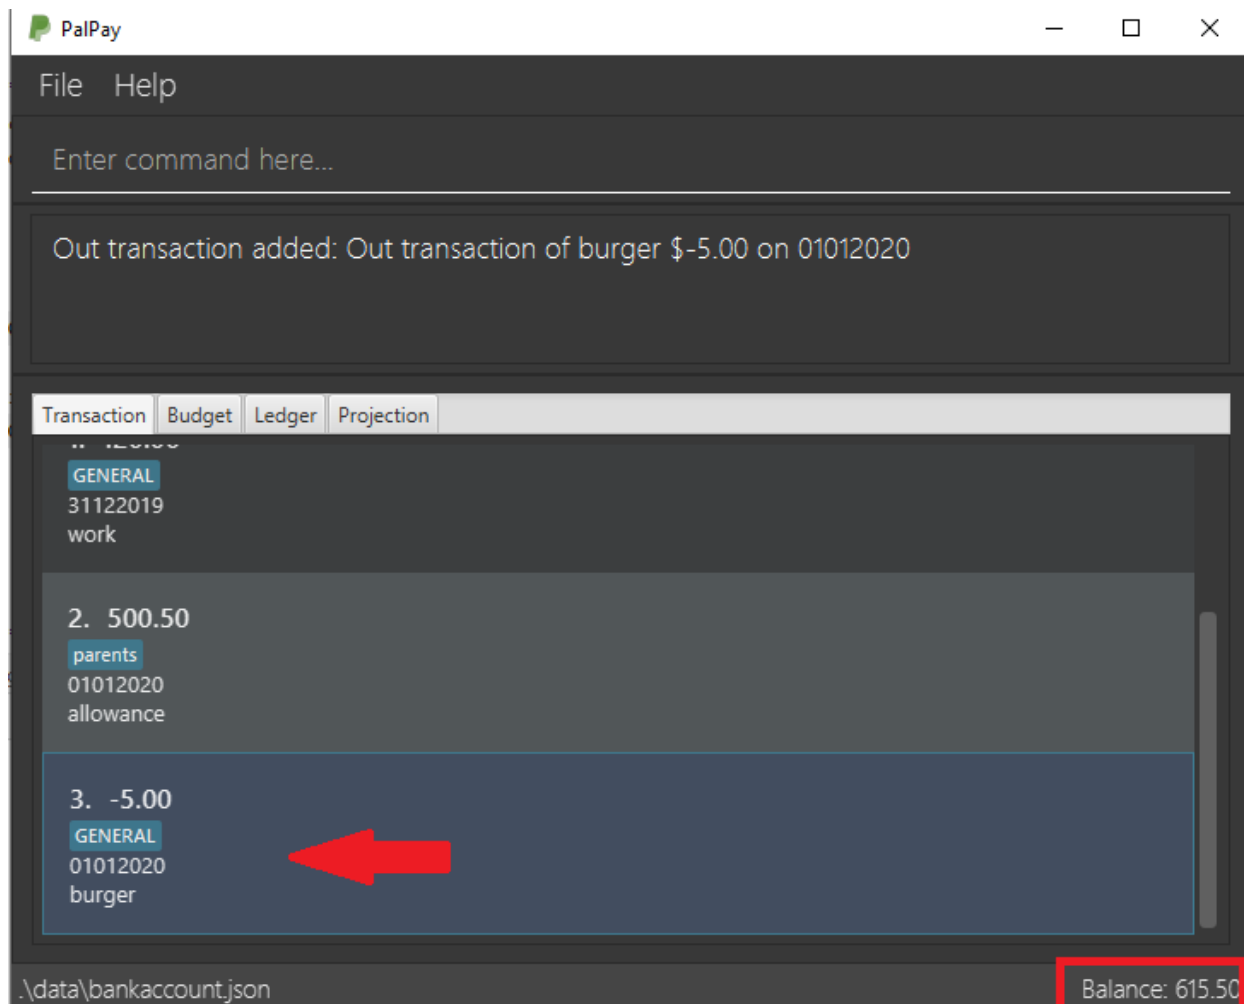 PalPay
File Help
Enter command here...
Out transaction added: Out transaction of burger $-5.00 on 01012020
Transaction Budget Ledger Projection
GENERAL
31122019
work
2. 500.50
parents
01012020
allowance
3. -5.00
GENERAL
01012020
burger
.\data\bankaccount.json Balance: 615.50